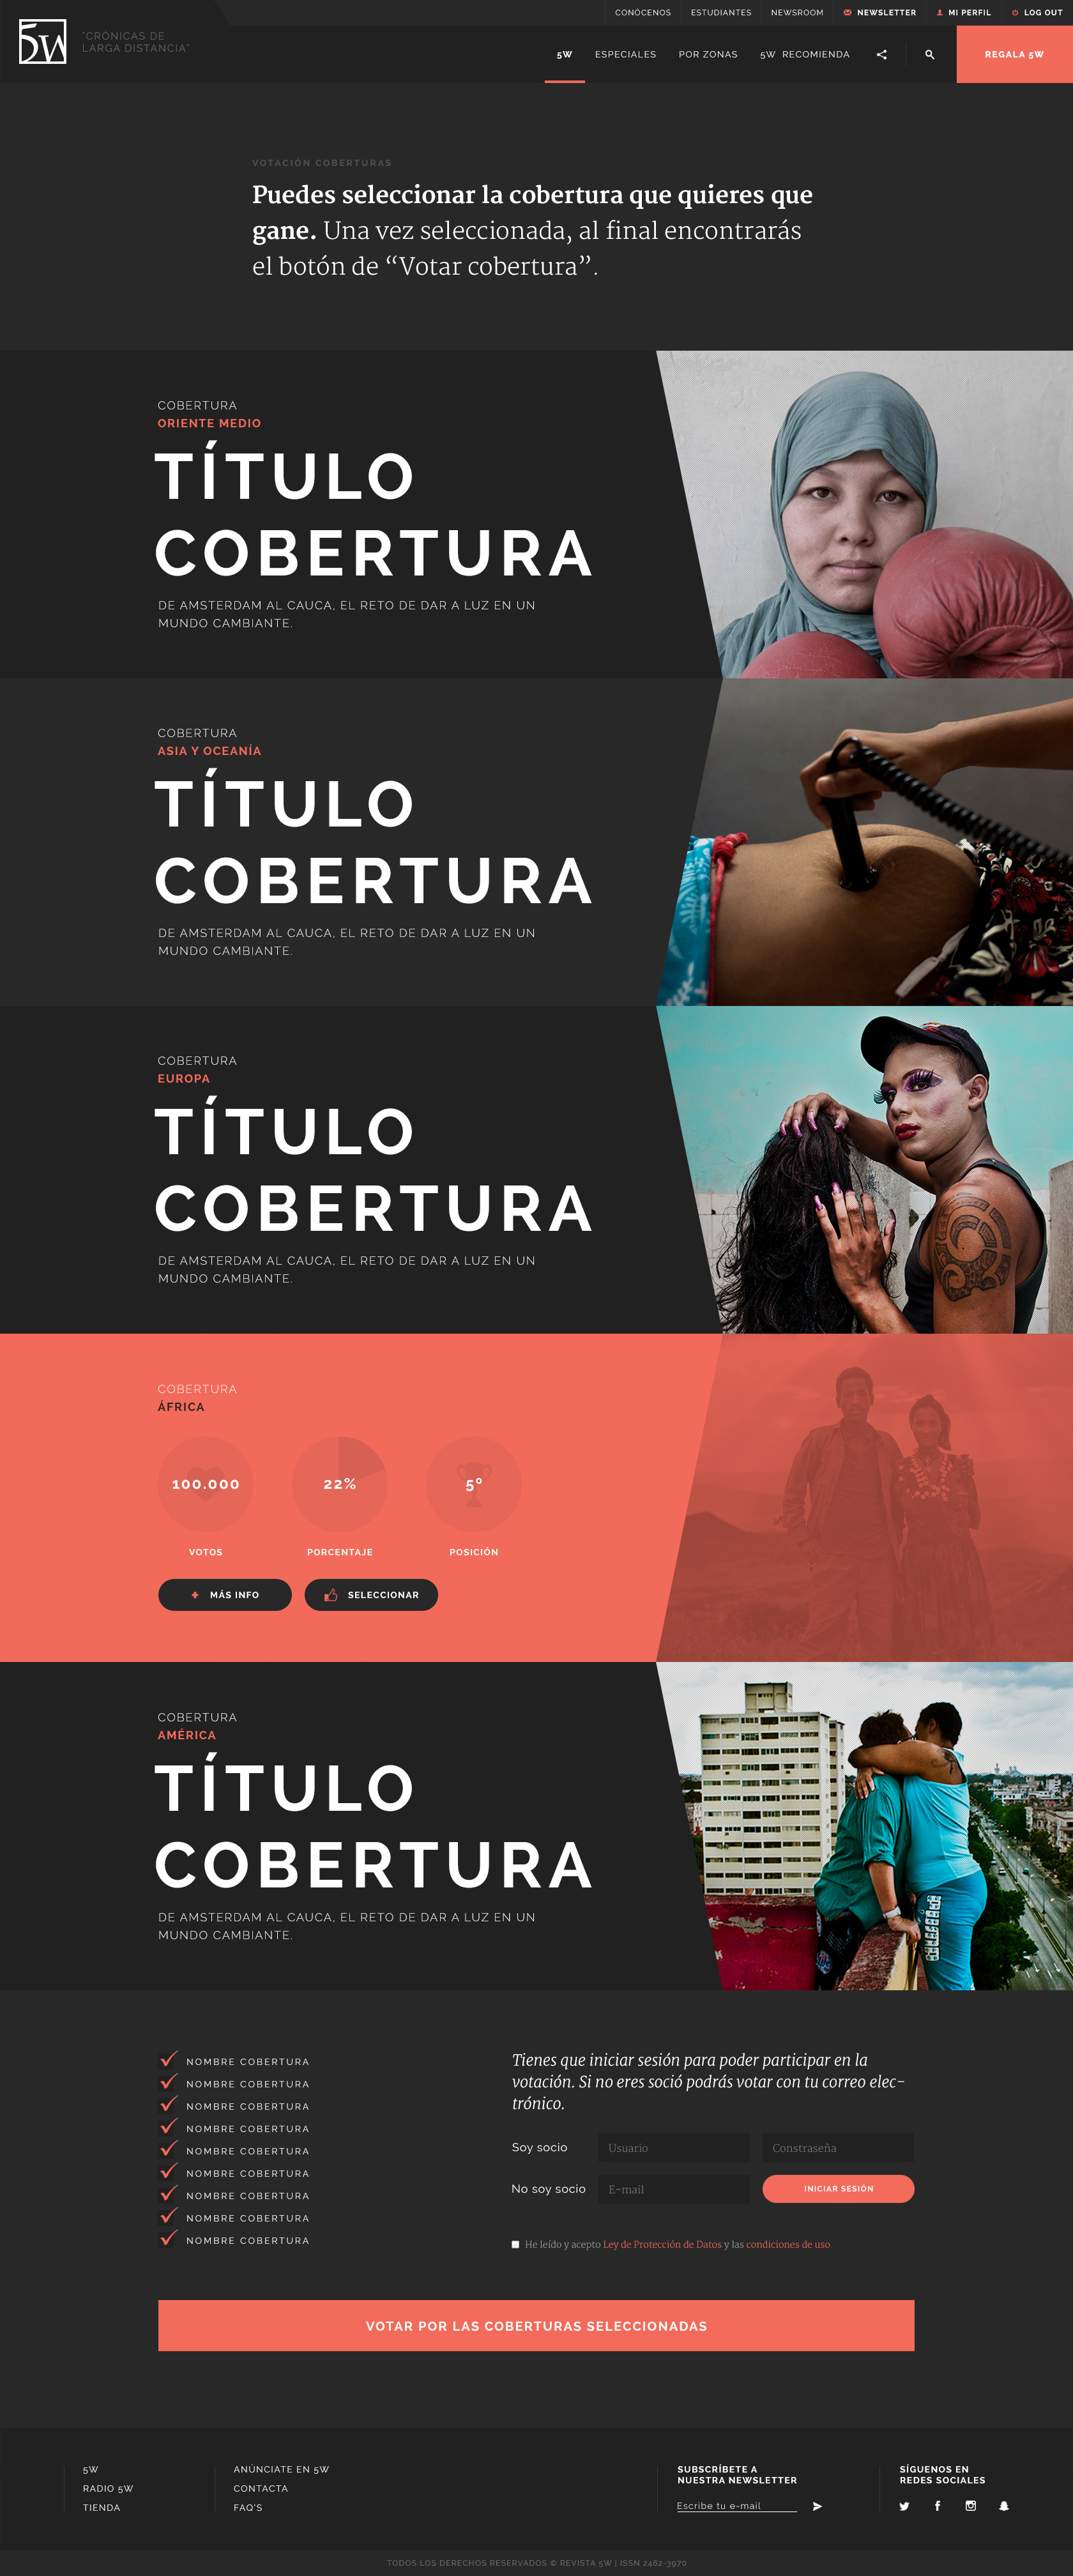 CONÓCENOS ESTUDIANTES NEWSROOM NEWSLETTER MI PERFIL LOG OUT
5W
"CRÓNICAS DE
LARGA DISTANCIA"
5W ESPECIALES POR ZONAS 5W RECOMIENDA REGALA 5W
VOTACIÓN COBERTURAS
Puedes seleccionar la cobertura que quieres que
gane. Una vez seleccionada, al final encontrarás
el botón de “Votar cobertura”.
COBERTURA
ORIENTE MEDIO
TÍTULO
COBERTURA
DE AMSTERDAM AL CAUCA, EL RETO DE DAR A LUZ EN UN
MUNDO CAMBIANTE.
COBERTURA
ASIA Y OCEANÍA
TÍTULO
COBERTURA
DE AMSTERDAM AL CAUCA, EL RETO DE DAR A LUZ EN UN
MUNDO CAMBIANTE.
COBERTURA
EUROPA
TÍTULO
COBERTURA
DE AMSTERDAM AL CAUCA, EL RETO DE DAR A LUZ EN UN
MUNDO CAMBIANTE.
COBERTURA
ÁFRICA
100.000 22% 5º
VOTOS PORCENTAJE POSICIÓN
MÁS INFO SELECCIONAR
COBERTURA
AMÉRICA
TÍTULO
COBERTURA
DE AMSTERDAM AL CAUCA, EL RETO DE DAR A LUZ EN UN
MUNDO CAMBIANTE.
NOMBRE COBERTURA
NOMBRE COBERTURA
NOMBRE COBERTURA
NOMBRE COBERTURA
NOMBRE COBERTURA
NOMBRE COBERTURA
NOMBRE COBERTURA
NOMBRE COBERTURA
NOMBRE COBERTURA
Tienes que iniciar sesión para poder participar en la
votación. Si no eres soció podrás votar con tu correo elec-
trónico.
Soy socio Usuario Constraseña
No soy socio E-mail INICIAR SESIÓN
He leído y acepto Ley de Protección de Datos y las condiciones de uso
VOTAR POR LAS COBERTURAS SELECCIONADAS
5W
RADIO 5W
TIENDA
ANÚNCIATE EN 5W
CONTACTA
FAQ'S
SUBSCRÍBETE A
NUESTRA NEWSLETTER
Escribe tu e-mail
SÍGUENOS EN
REDES SOCIALES
TODOS LOS DERECHOS RESERVADOS © REVISTA 5W | ISSN 2462-3970